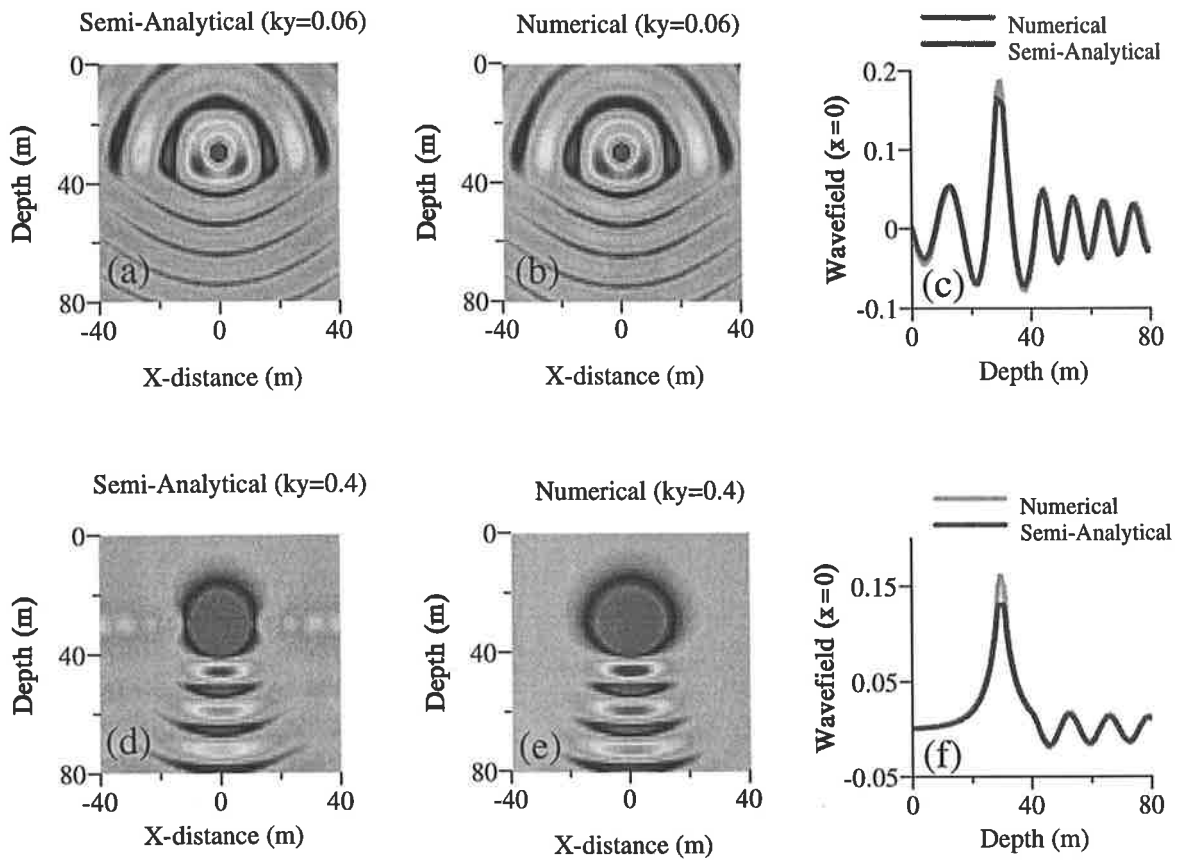 Semi-Analytical (ky=0.06)
0
40
80
Depth (m)
(a)
-40
0
40
X-distance (m)
Numerical (ky=0.06)
0
40
80
Depth (m)
(b)
-40
0
40
X-distance (m)
Numerical
Semi-Analytical
0.2
0.1
0
-0.1
Wavefield (x=0)
(c)
0
40
80
Depth (m)
Semi-Analytical (ky=0.4)
0
40
80
Depth (m)
(d)
-40
0
40
X-distance (m)
Numerical (ky=0.4)
0
40
80
Depth (m)
(e)
-40
0
40
X-distance (m)
Numerical
Semi-Analytical
0.15
0.05
-0.05
Wavefield (x=0)
(f)
0
40
80
Depth (m)